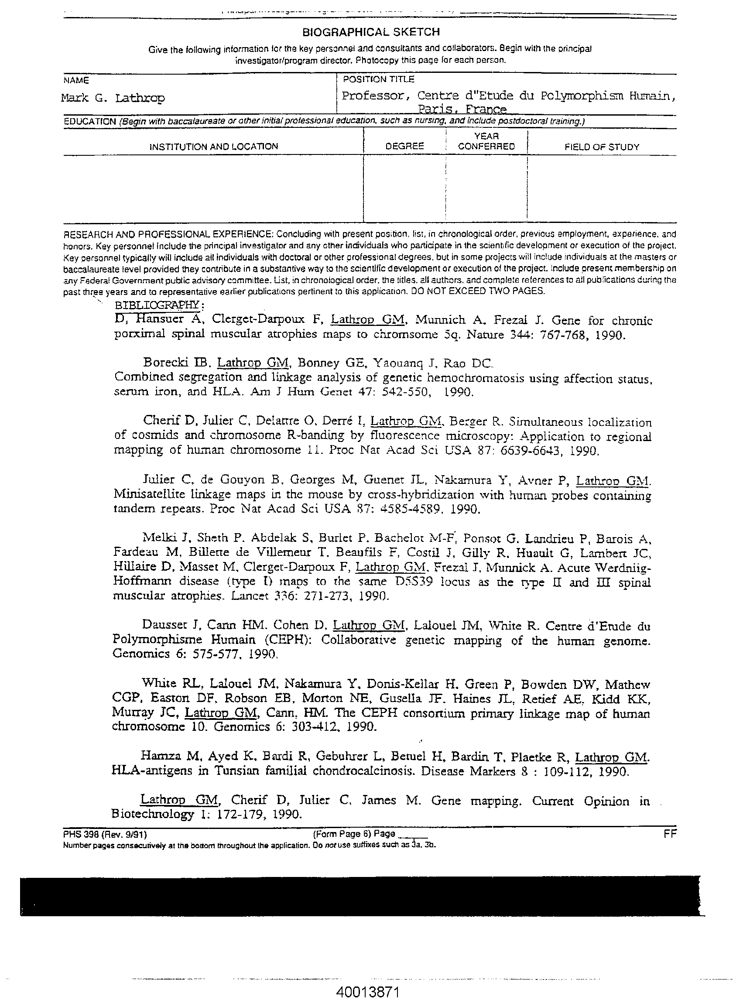 BIOGRAPHICAL SKETCH
Give the following information for the key personnel and consultants and collaborators. Begin with the principal
investigator/program director. Photocopy this page for each person.
NAME
POSITION TITLE
Mark G. Lathrop
Professor, Centre d"Etude du Polymorphism Humain,
Paris, France
EDUCATION (Begin with baccalaureate or other initial professional education, such as nursing, and include postdoctoral training.)
INSTITUTION AND LOCATION
DEGREE
YEAR
CONFERRED
FIELD OF STUDY
RESEARCH AND PROFESSIONAL EXPERIENCE: Concluding with present position, list, in chronological order, previous employment, experience, and
honors. Key personnel include the principal investigator and any other individuals who participate in the scientific development or execution of the project.
Key personnel typically will include all individuals with doctoral or other professional degrees, but in some projects will include individuals at the masters or
baccalaureate level provided they contribute in a substantive way to the scientific development or execution of the project. Include present membership on
any Federal Government public advisory committee. List, in chronological order, the titles, all authors, and complete references to all publications during the
past three years and to representative earlier publications pertinent to this application. DO NOT EXCEED TWO PAGES.
BIBLIOGRAPHY:
D, Hansuer A, Clerget-Darpoux F, Lathrop GM, Munnich A. Frezal J. Gene for chronic
porximal spinal muscular atrophies maps to chromsome 5q. Nature 344: 767-768, 1990.
Borecki IB, Lathrop GM, Bonney GE, Yaouanq J, Rao DC.
Combined segregation and linkage analysis of genetic hemochromatosis using affection status,
serum iron, and HLA. Am J Hum Genet 47: 542-550, 1990.
Cherif D, Julier C, Delattre O, Derré I, Lathrop GM, Berger R. Simultaneous localization
of cosmids and chromosome R-banding by fluorescence microscopy: Application to regional
mapping of human chromosome 11. Proc Nat Acad Sci USA 87: 6639-6643, 1990.
Julier C, de Gouyon B, Georges M, Guenet JL, Nakamura Y, Avner P, Lathrop GM.
Minisatellite linkage maps in the mouse by cross-hybridization with human probes containing
tandem repeats. Proc Nat Acad Sci USA 87: 4585-4589, 1990.
Melki J, Sheth P, Abdelak S, Burlet P, Bachelot M-F, Ponsot G, Landrieu P, Barois A,
Fardeau M, Billette de Villemeur T, Beaufils F, Costil J, Gilly R, Huault G, Lambert JC,
Hillaire D, Masset M, Clerget-Darpoux F, Lathrop GM, Frezal J, Munnick A. Acute Werdniig-
Hoffmann disease (type I) maps to the same D5S39 locus as the type II and III spinal
muscular atrophies. Lancet 336: 271-273, 1990.
Dausset J, Cann HM, Cohen D, Lathrop GM, Lalouel JM, White R. Centre d'Etude du
Polymorphisme Humain (CEPH): Collaborative genetic mapping of the human genome.
Genomics 6: 575-577, 1990.
White RL, Lalouel JM, Nakamura Y, Donis-Kellar H, Green P, Bowden DW, Mathew
CGP, Easton DF, Robson EB, Morton NE, Gusella JF, Haines JL, Retief AE, Kidd KK,
Murray JC, Lathrop GM, Cann, HM. The CEPH consortium primary linkage map of human
chromosome 10. Genomics 6: 303-412, 1990.
Hamza M, Ayed K, Bardi R, Gebuhrer L, Betuel H, Bardin T, Plaetke R, Lathrop GM.
HLA-antigens in Tunsian familial chondrocalcinosis. Disease Markers 8 : 109-112, 1990.
Lathrop GM, Cherif D, Julier C, James M. Gene mapping. Current Opinion in
Biotechnology 1: 172-179, 1990.
PHS 398 (Rev. 9/91)
(Form Page 6) Page ____
FF
Number pages consecutively at the bottom throughout the application. Do not use suffixes such as 3a, 3b.
40013871